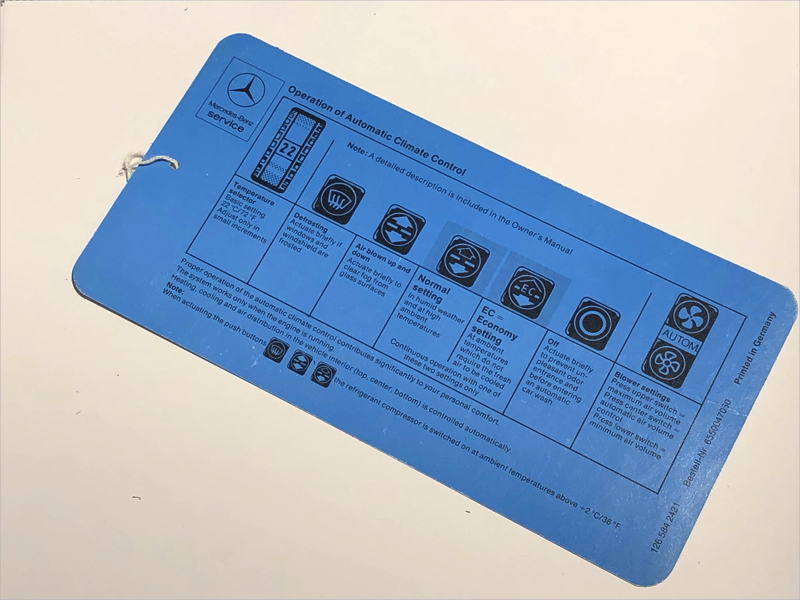 Mercedes-Benz
service
Operation of Automatic Climate Control
Note: A detailed description is included in the Owner's Manual
22
Temperature
selector
Basic setting
22 °C/72 °F
Adjust only in
small increments
Defrosting
Actuate briefly if
windows and
windshield are
frosted
Air blown up and
down
Actuate briefly to
clear fog from
glass surfaces
Normal
setting
In humid weather
and at high
ambient
temperatures
EC
EC =
Economy
setting
At ambient
temperatures
which do not
require the fresh
air to be cooled
Continuous operation with one of
these two settings only
Off
Actuate briefly
to prevent un-
pleasant odor
entrance and
before entering
an automatic
car wash
AUTOM.
Blower settings
Press upper switch =
maximum air volume
Press center switch =
automatic air volume
control
Press lower switch =
minimum air volume
Proper operation of the automatic climate control contributes significantly to your personal comfort.
The system works only when the engine is running.
Heating, cooling and air distribution in the vehicle interior (top, center, bottom) is controlled automatically.
Note:
When actuating the push buttons the refrigerant compressor is switched on at ambient temperatures above +2 °C/36 °F.
126 584 2421 Bestell-Nr. 6550047030 Printed in Germany